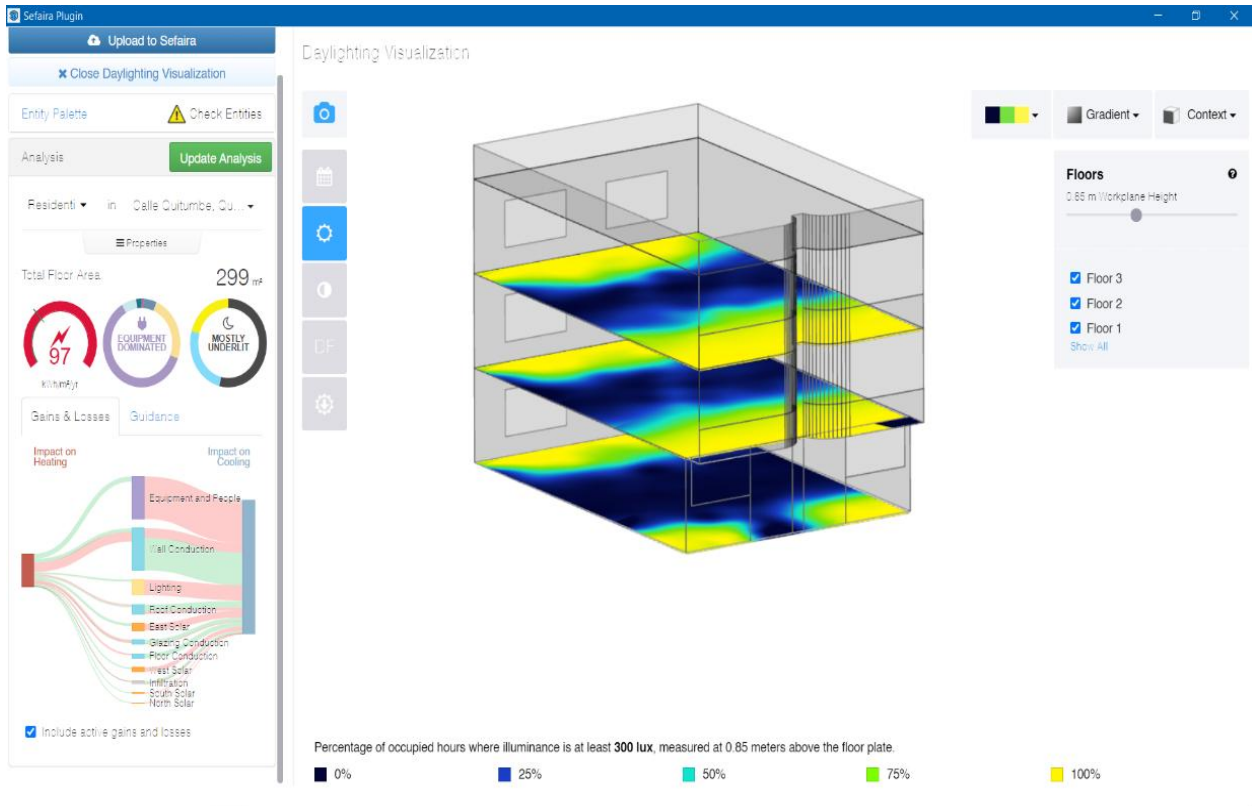 Sefaira Plugin
Upload to Sefaira
Close Daylighting Visualization
Entity Palette
Check Entities
Analysis
Update Analysis
Residenti
in
Calle Quitumbe, Qu...
Properties
Total Floor Area
299 m²
97
kWh/m²/yr
EQUIPMENT
DOMINATED
MOSTLY
UNDERLIT
Gains & Losses
Guidance
Impact on
Heating
Impact on
Cooling
Equipment and People
Wall Conduction
Lighting
Roof Conduction
East Solar
Glazing Conduction
Floor Conduction
West Solar
Infiltration
South Solar
North Solar
Include active gains and losses
Daylighting Visualization
DF
Gradient
Context
Floors
0.85 m Workplane Height
Floor 3
Floor 2
Floor 1
Show All
Percentage of occupied hours where illuminance is at least 300 lux, measured at 0.85 meters above the floor plate.
0%
25%
50%
75%
100%